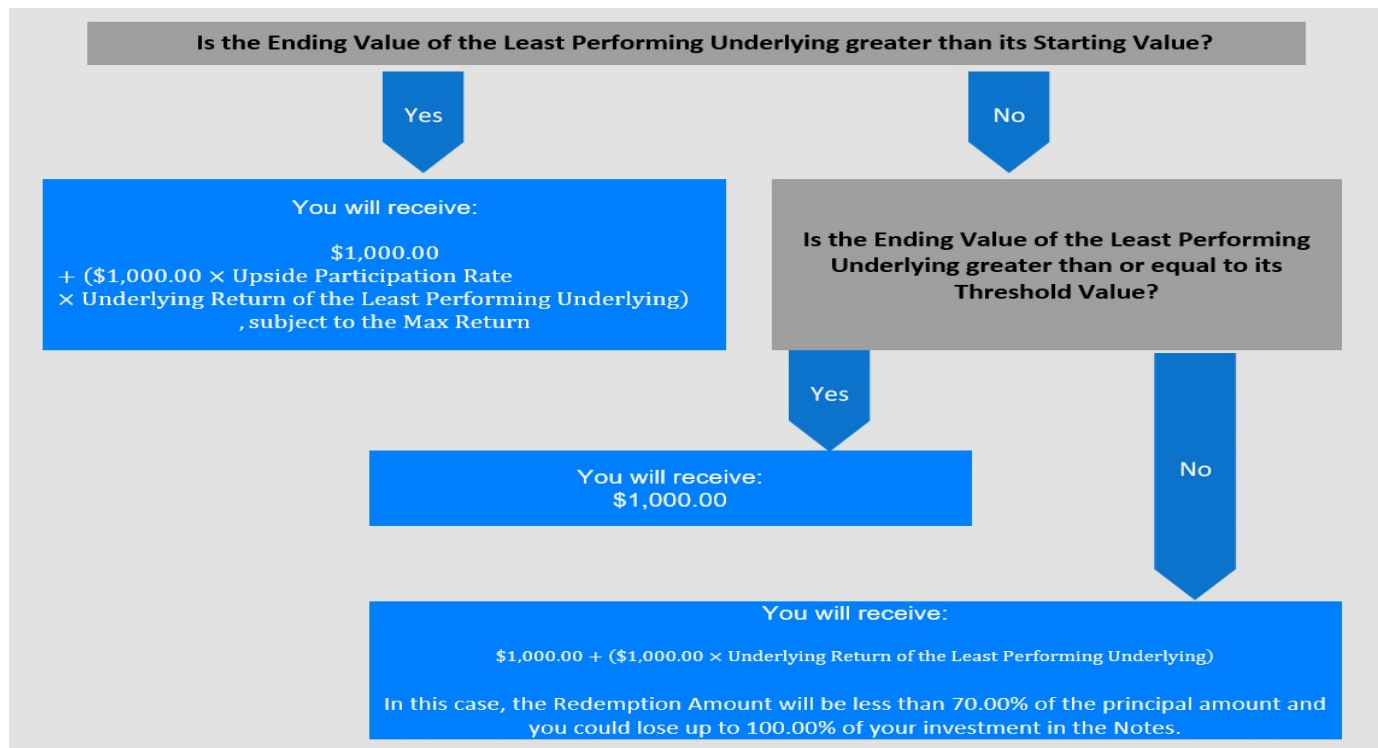 Is the Ending Value of the Least Performing Underlying greater than its Starting Value?
Yes
No
You will receive:
$1,000.00
+ ($1,000.00 × Upside Participation Rate
× Underlying Return of the Least Performing Underlying)
, subject to the Max Return
Is the Ending Value of the Least Performing
Underlying greater than or equal to its
Threshold Value?
Yes
No
You will receive:
$1,000.00
You will receive:
$1,000.00 + ($1,000.00 × Underlying Return of the Least Performing Underlying)
In this case, the Redemption Amount will be less than 70.00% of the principal amount and
you could lose up to 100.00% of your investment in the Notes.